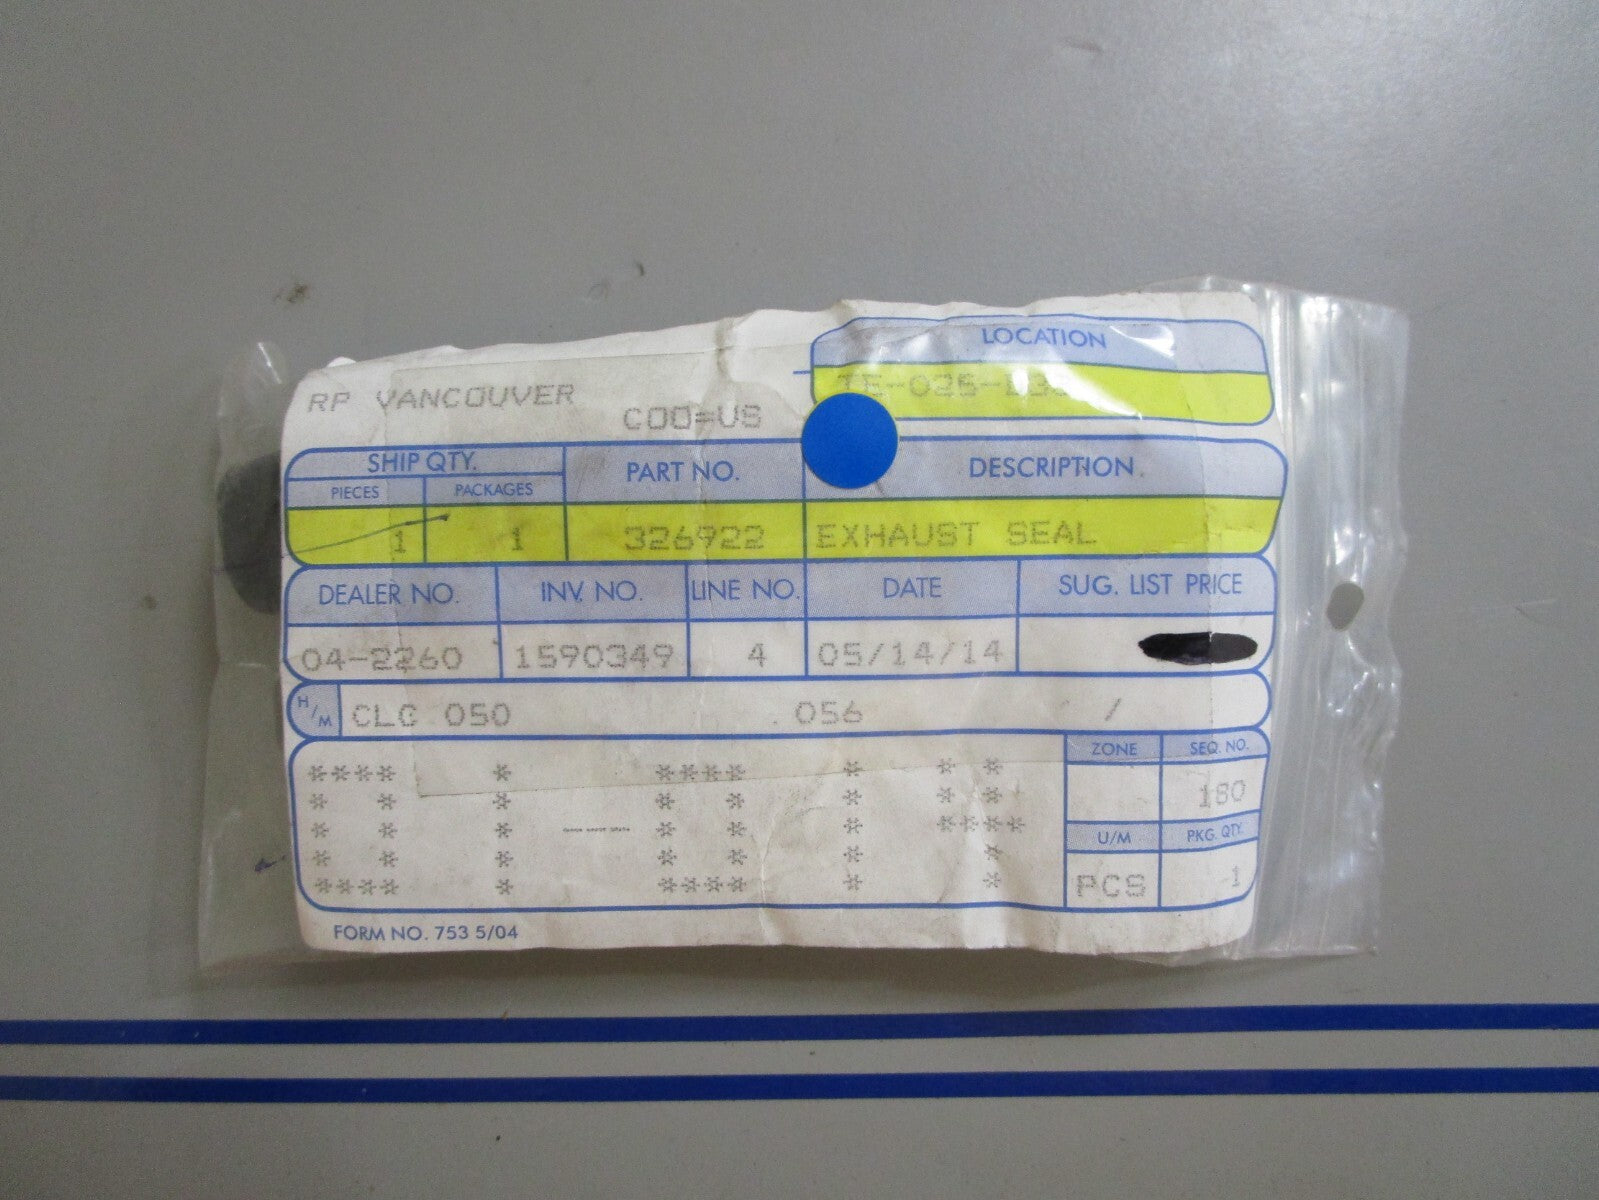 LOCATION
RP VANCOUVER
COO=US
SHIP QTY. PART NO. DESCRIPTION
PIECES PACKAGES
1 1 326922 EXHAUST SEAL
DEALER NO. INV. NO. LINE NO. DATE SUG. LIST PRICE
04-2260 1590349 4 05/14/14
H/M CLG 050 056 /
ZONE SEQ. NO.
**** * **** * * *
* * * * * * * * 180
* * * --- * * * ****
U/M PKG. QTY.
* * * * * * *
**** * **** * * PCS 1
FORM NO. 753 5/04